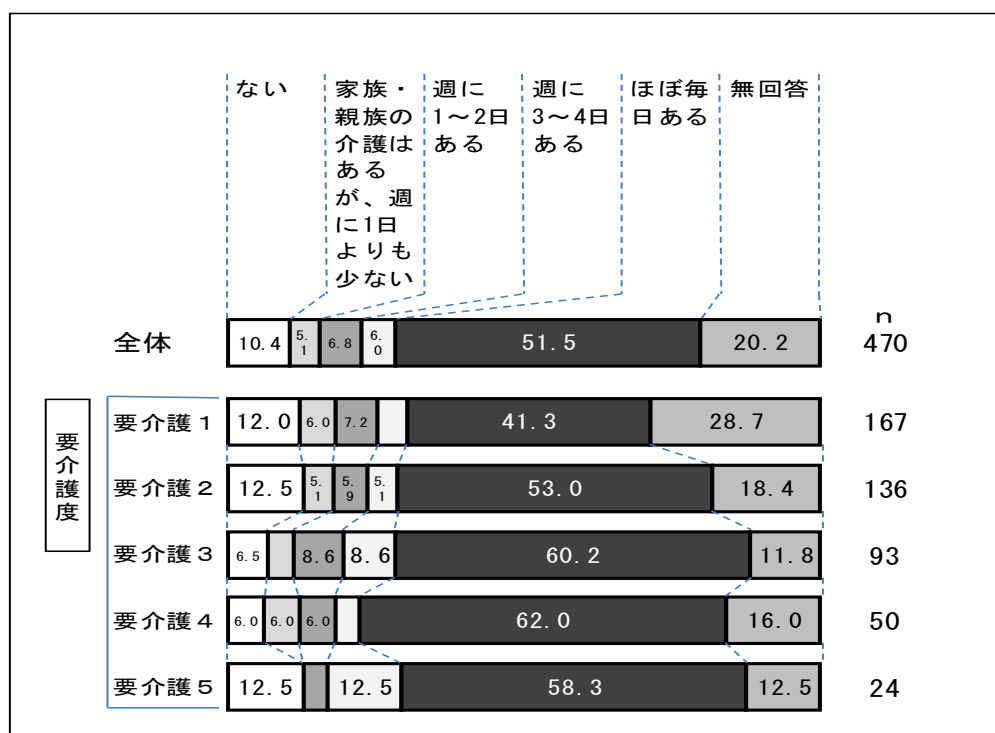 ない
家族・
親族の
介護は
ある
が、週
に1日
よりも
少ない
週に
1～2日
ある
週に
3～4日
ある
ほぼ毎
日ある
無回答
n
全体 10.4 5.1 6.8 6.0 51.5 20.2 470
要介護度
要介護1 12.0 6.0 7.2 41.3 28.7 167
要介護2 12.5 5.1 5.9 5.1 53.0 18.4 136
要介護3 6.5 8.6 8.6 60.2 11.8 93
要介護4 6.0 6.0 6.0 62.0 16.0 50
要介護5 12.5 12.5 58.3 12.5 24